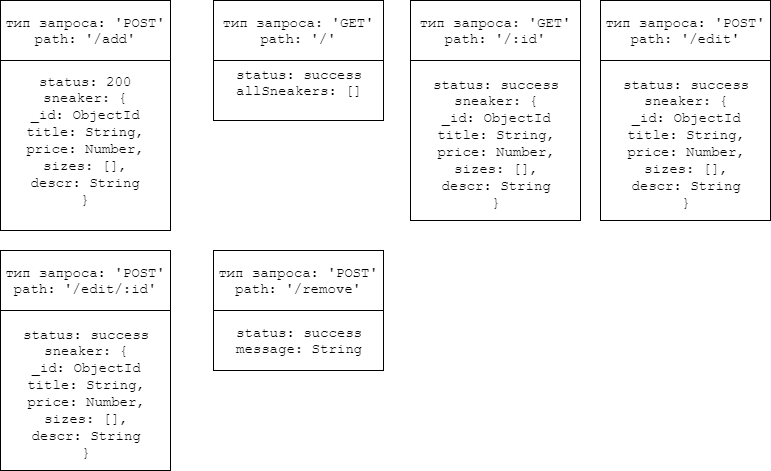 тип запроса: 'POST'
path: '/add'
status: 200
sneaker: {
_id: ObjectId
title: String,
price: Number,
sizes: [],
descr: String
}
тип запроса: 'GET'
path: '/'
status: success
allSneakers: []
тип запроса: 'GET'
path: '/:id'
status: success
sneaker: {
_id: ObjectId
title: String,
price: Number,
sizes: [],
descr: String
}
тип запроса: 'POST'
path: '/edit'
status: success
sneaker: {
_id: ObjectId
title: String,
price: Number,
sizes: [],
descr: String
}
тип запроса: 'POST'
path: '/edit/:id'
status: success
sneaker: {
_id: ObjectId
title: String,
price: Number,
sizes: [],
descr: String
}
тип запроса: 'POST'
path: '/remove'
status: success
message: String